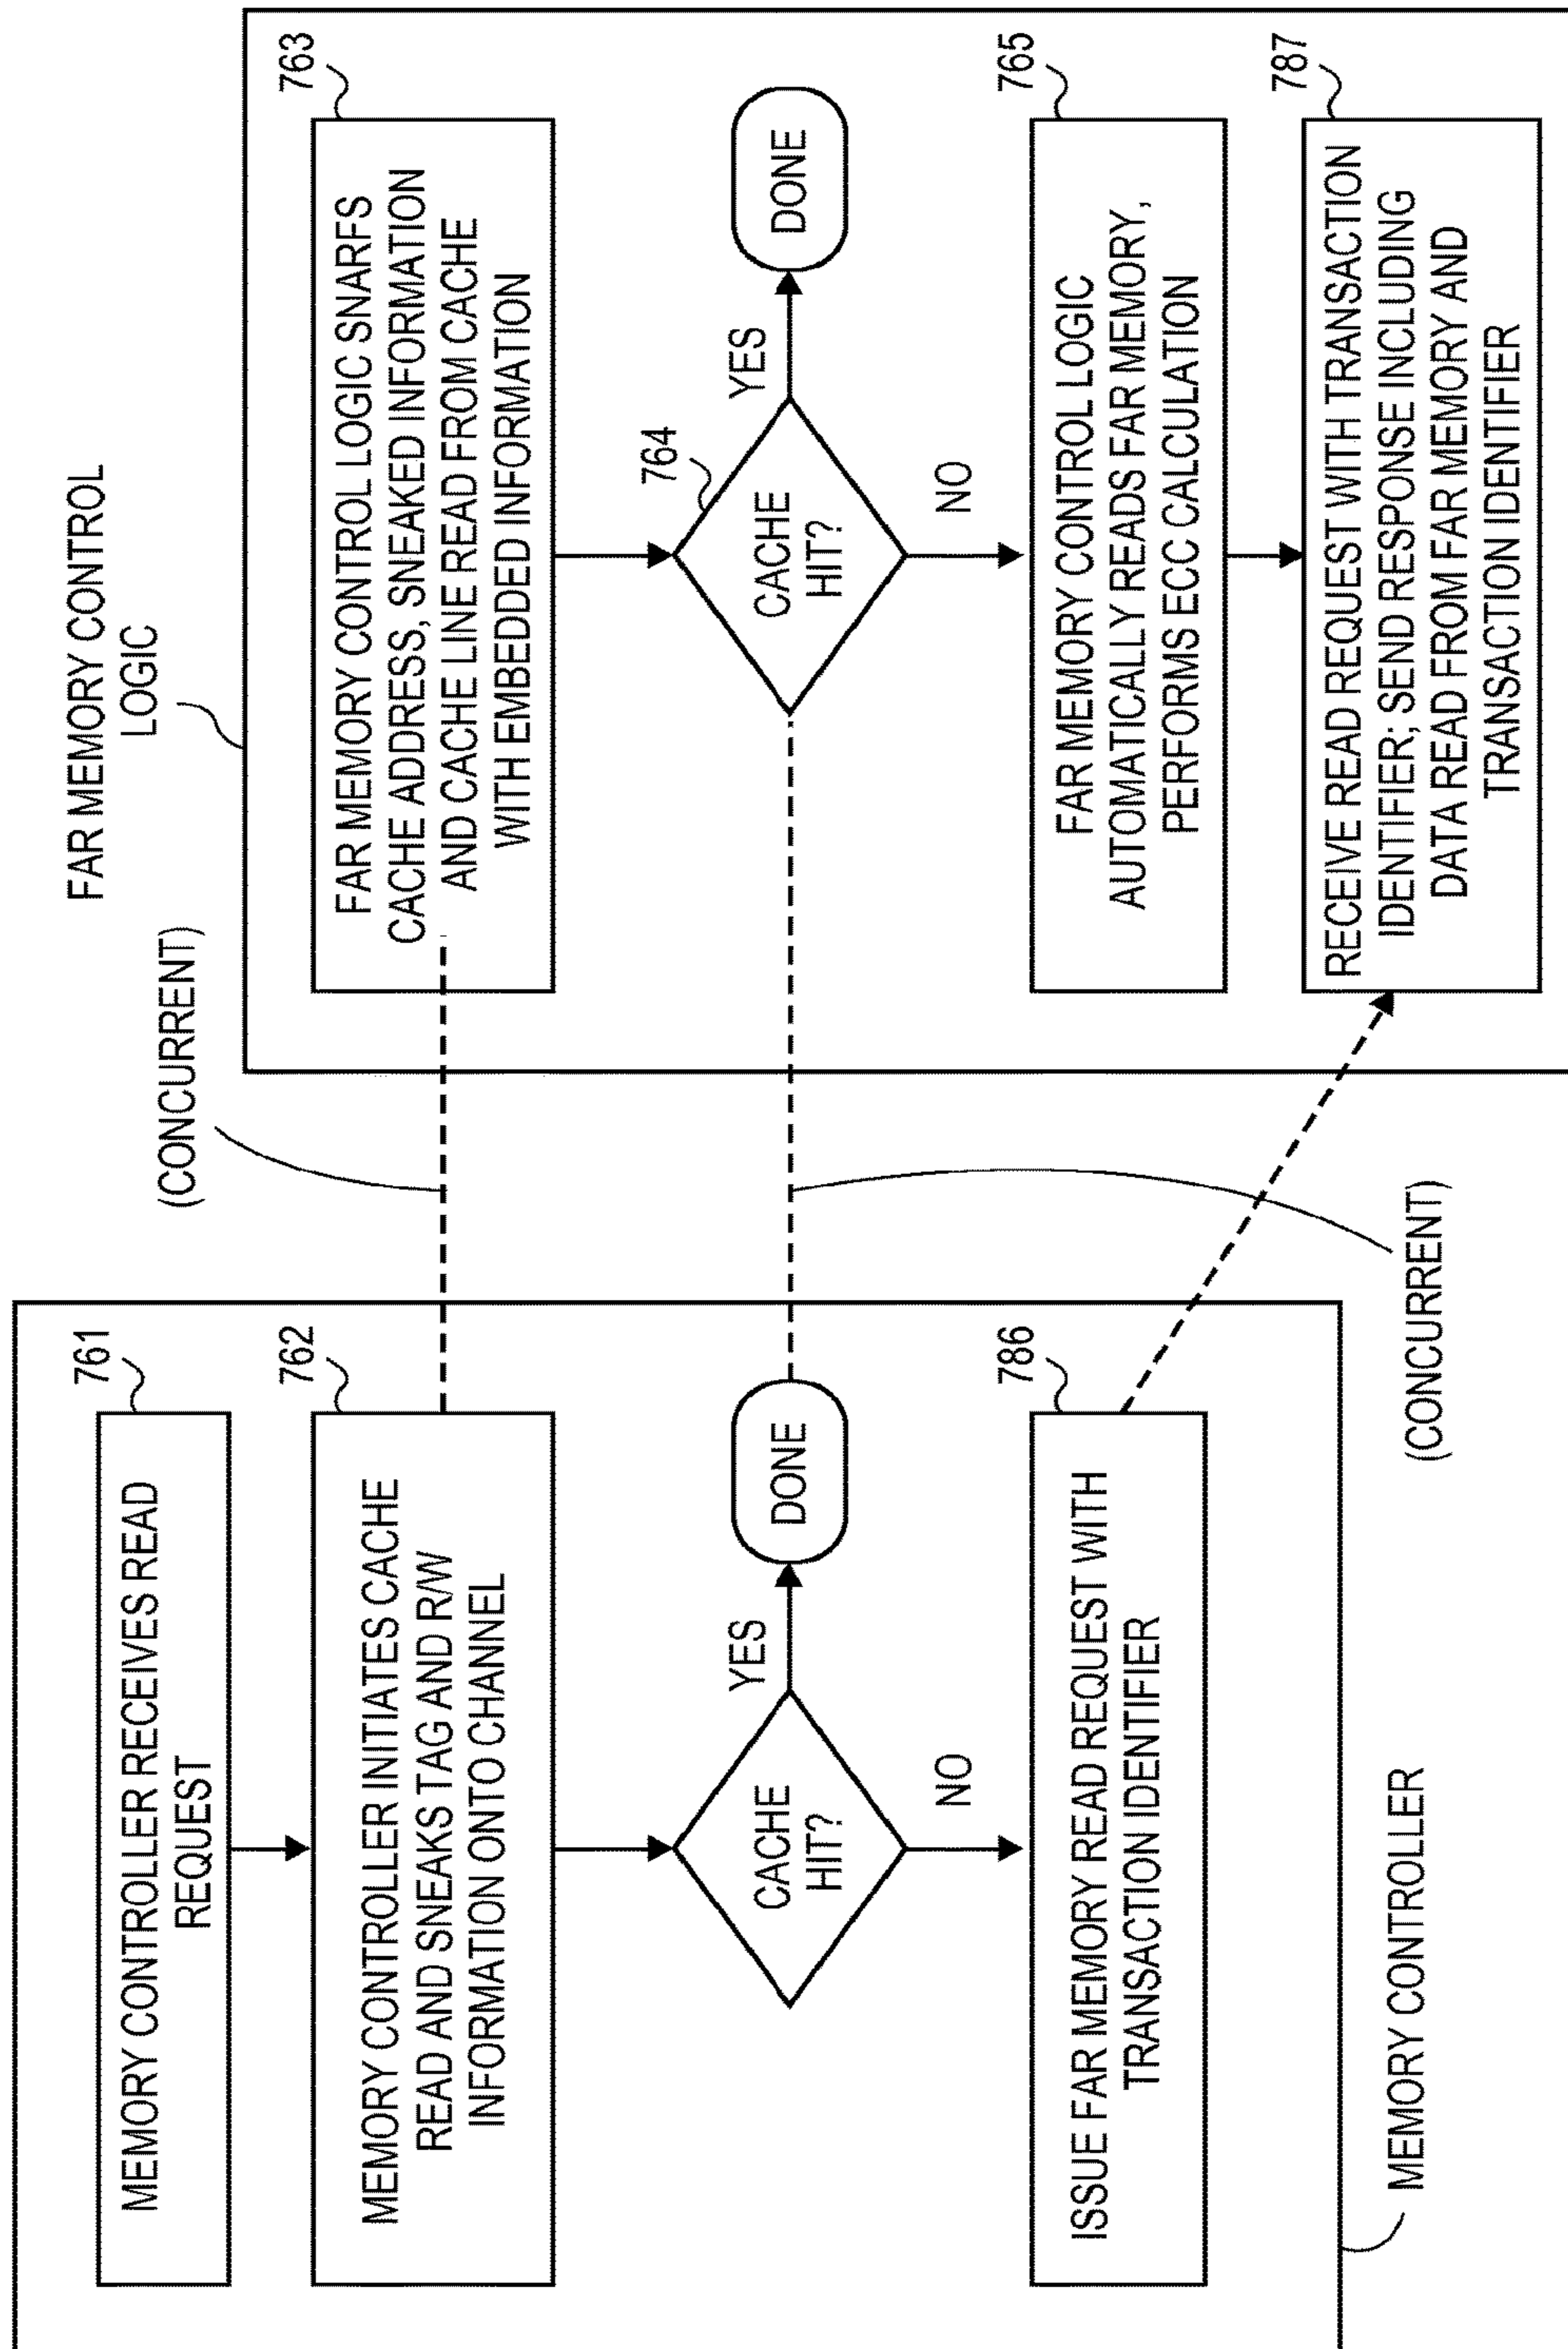 761
MEMORY CONTROLLER RECEIVES READ
REQUEST
762
MEMORY CONTROLLER INITIATES CACHE
READ AND SNEAKS TAG AND R/W
INFORMATION ONTO CHANNEL
CACHE
HIT?
YES
DONE
NO
786
ISSUE FAR MEMORY READ REQUEST WITH
TRANSACTION IDENTIFIER
MEMORY CONTROLLER
(CONCURRENT)
(CONCURRENT)
FAR MEMORY CONTROL
LOGIC
763
FAR MEMORY CONTROL LOGIC SNARFS
CACHE ADDRESS, SNEAKED INFORMATION
AND CACHE LINE READ FROM CACHE
WITH EMBEDDED INFORMATION
764
CACHE
HIT?
YES
DONE
NO
765
FAR MEMORY CONTROL LOGIC
AUTOMATICALLY READS FAR MEMORY,
PERFORMS ECC CALCULATION
787
RECEIVE READ REQUEST WITH TRANSACTION
IDENTIFIER; SEND RESPONSE INCLUDING
DATA READ FROM FAR MEMORY AND
TRANSACTION IDENTIFIER